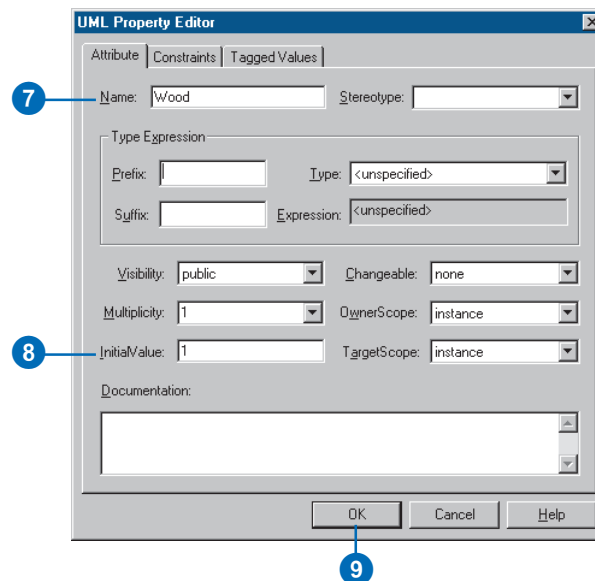 UML Property Editor
Attribute Constraints Tagged Values
7 Name: Wood Stereotype:
Type Expression
Prefix: Type: <unspecified>
Suffix: Expression: <unspecified>
Visibility: public Changeable: none
Multiplicity: 1 OwnerScope: instance
8 InitialValue: 1 TargetScope: instance
Documentation:
OK Cancel Help
9